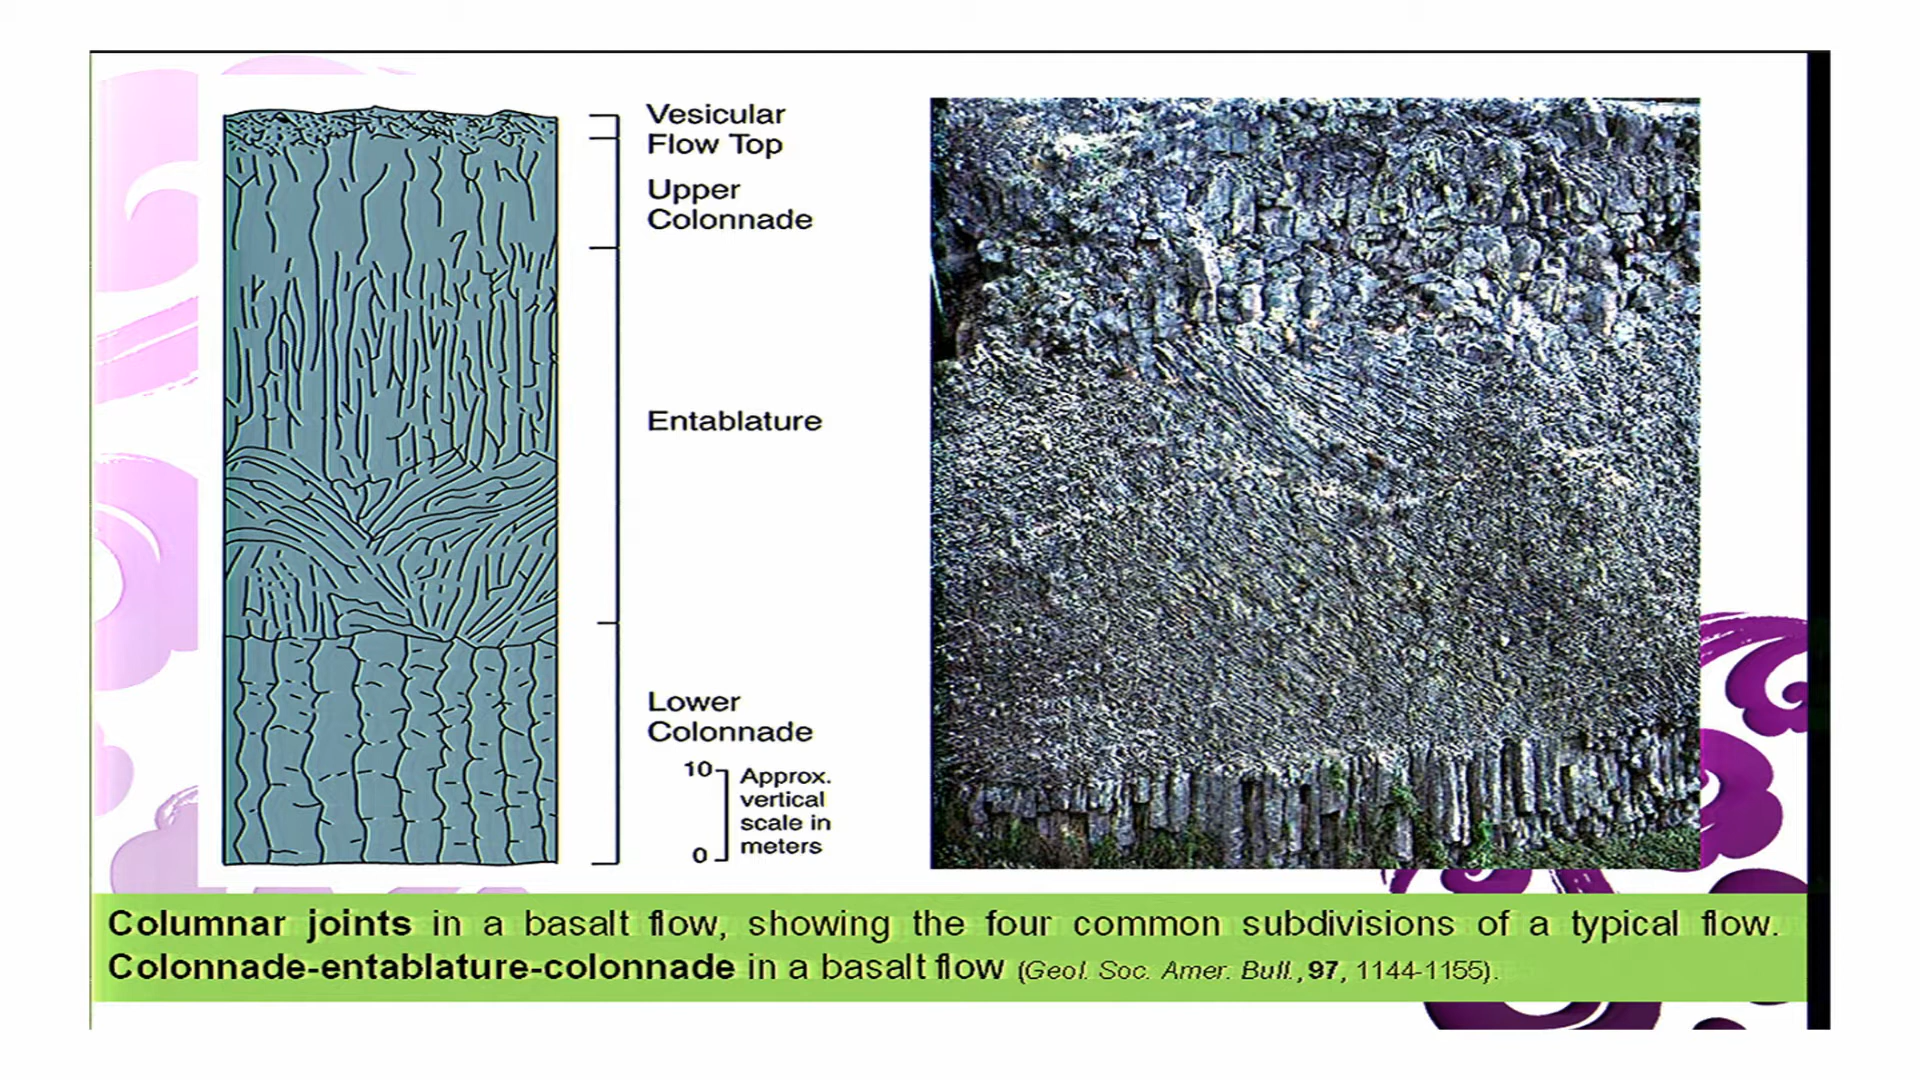 Vesicular
Flow Top
Upper
Colonnade
Entablature
Lower
Colonnade
10
0
Approx.
vertical
scale in
meters
Columnar joints in a basalt flow, showing the four common subdivisions of a typical flow.
Colonnade-entablature-colonnade in a basalt flow (Geol. Soc. Amer. Bull., 97, 1144-1155).